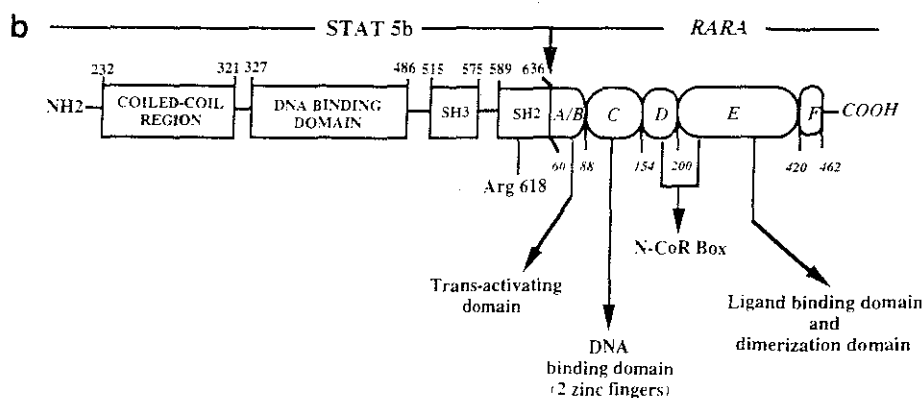 b
STAT 5b
RARA
232 321 327 486 515 575 589 636
NH2 COILED-COIL REGION DNA BINDING DOMAIN SH3 SH2 A/B C D E F COOH
60 88 154 200 420 462
Arg 618
N-CoR Box
Trans-activating
domain
Ligand binding domain
and
dimerization domain
DNA
binding domain
(2 zinc fingers)